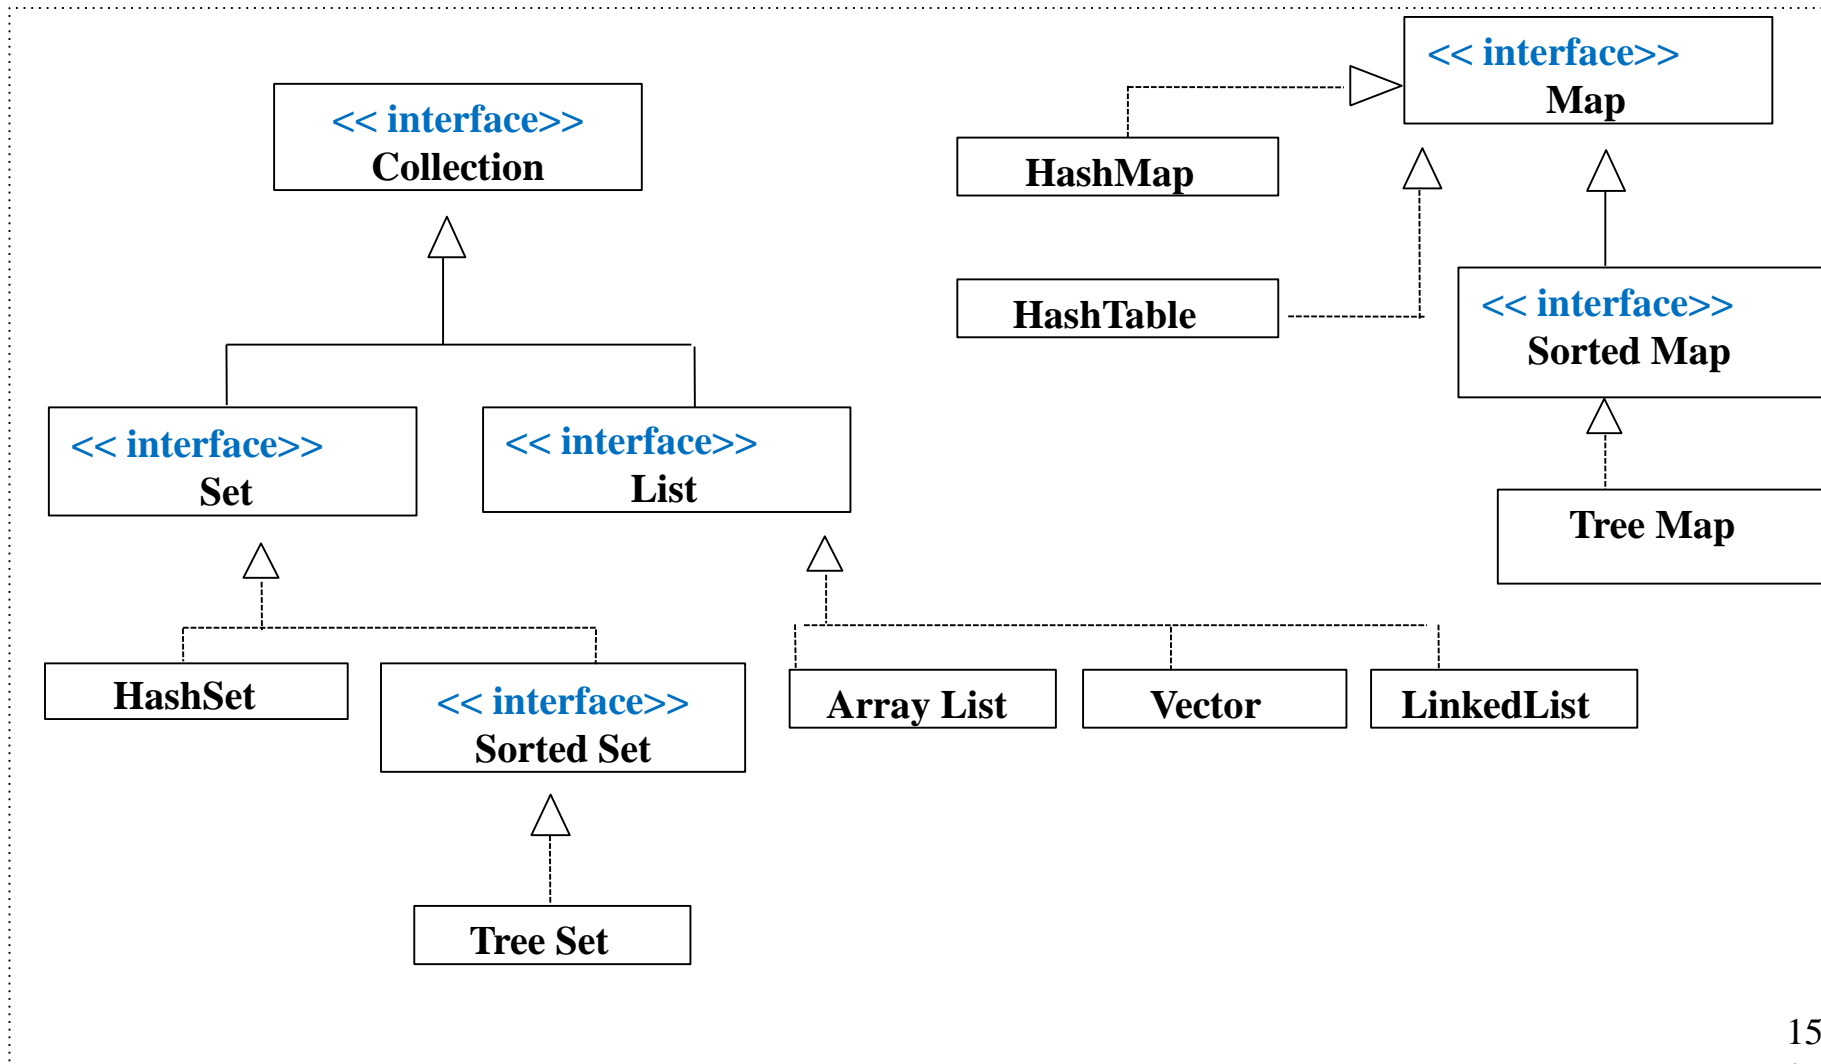 << interface>>
Collection
<< interface>>
Set
<< interface>>
List
HashSet
<< interface>>
Sorted Set
Tree Set
Array List
Vector
LinkedList
<< interface>>
Map
HashMap
HashTable
<< interface>>
Sorted Map
Tree Map
15